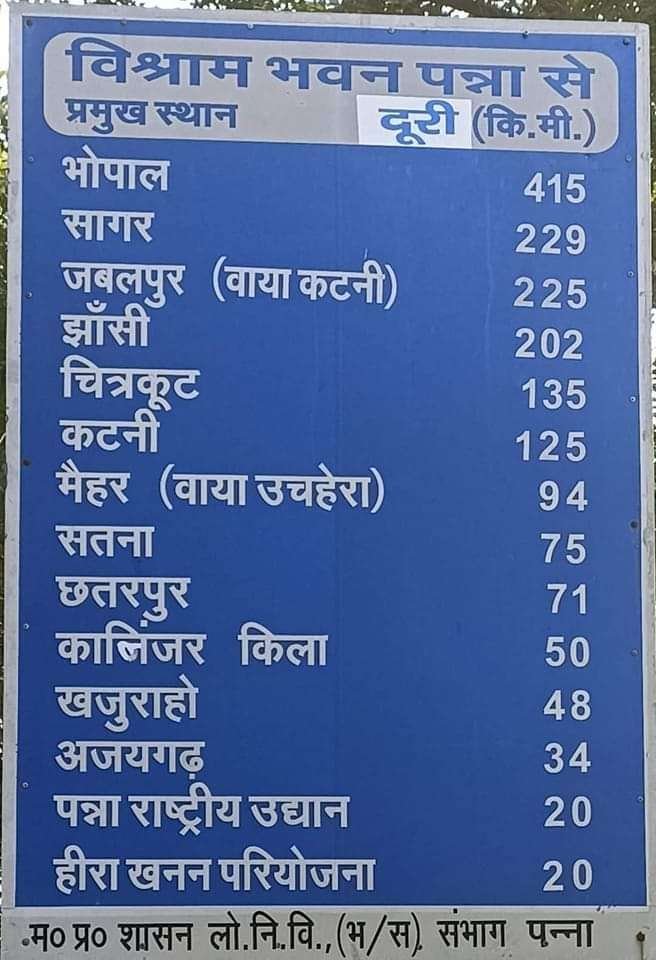 विश्राम भवन पन्ना से
प्रमुख स्थान दूरी (कि.मी.)
भोपाल 415
सागर 229
जबलपुर (वाया कटनी) 225
झाँसी 202
चित्रकूट 135
कटनी 125
मैहर (वाया उचहेरा) 94
सतना 75
छतरपुर 71
कालिंजर किला 50
खजुराहो 48
अजयगढ़ 34
पन्ना राष्ट्रीय उद्यान 20
हीरा खनन परियोजना 20
म० प्र० शासन लो.नि.वि.,(भ/स) संभाग पन्ना